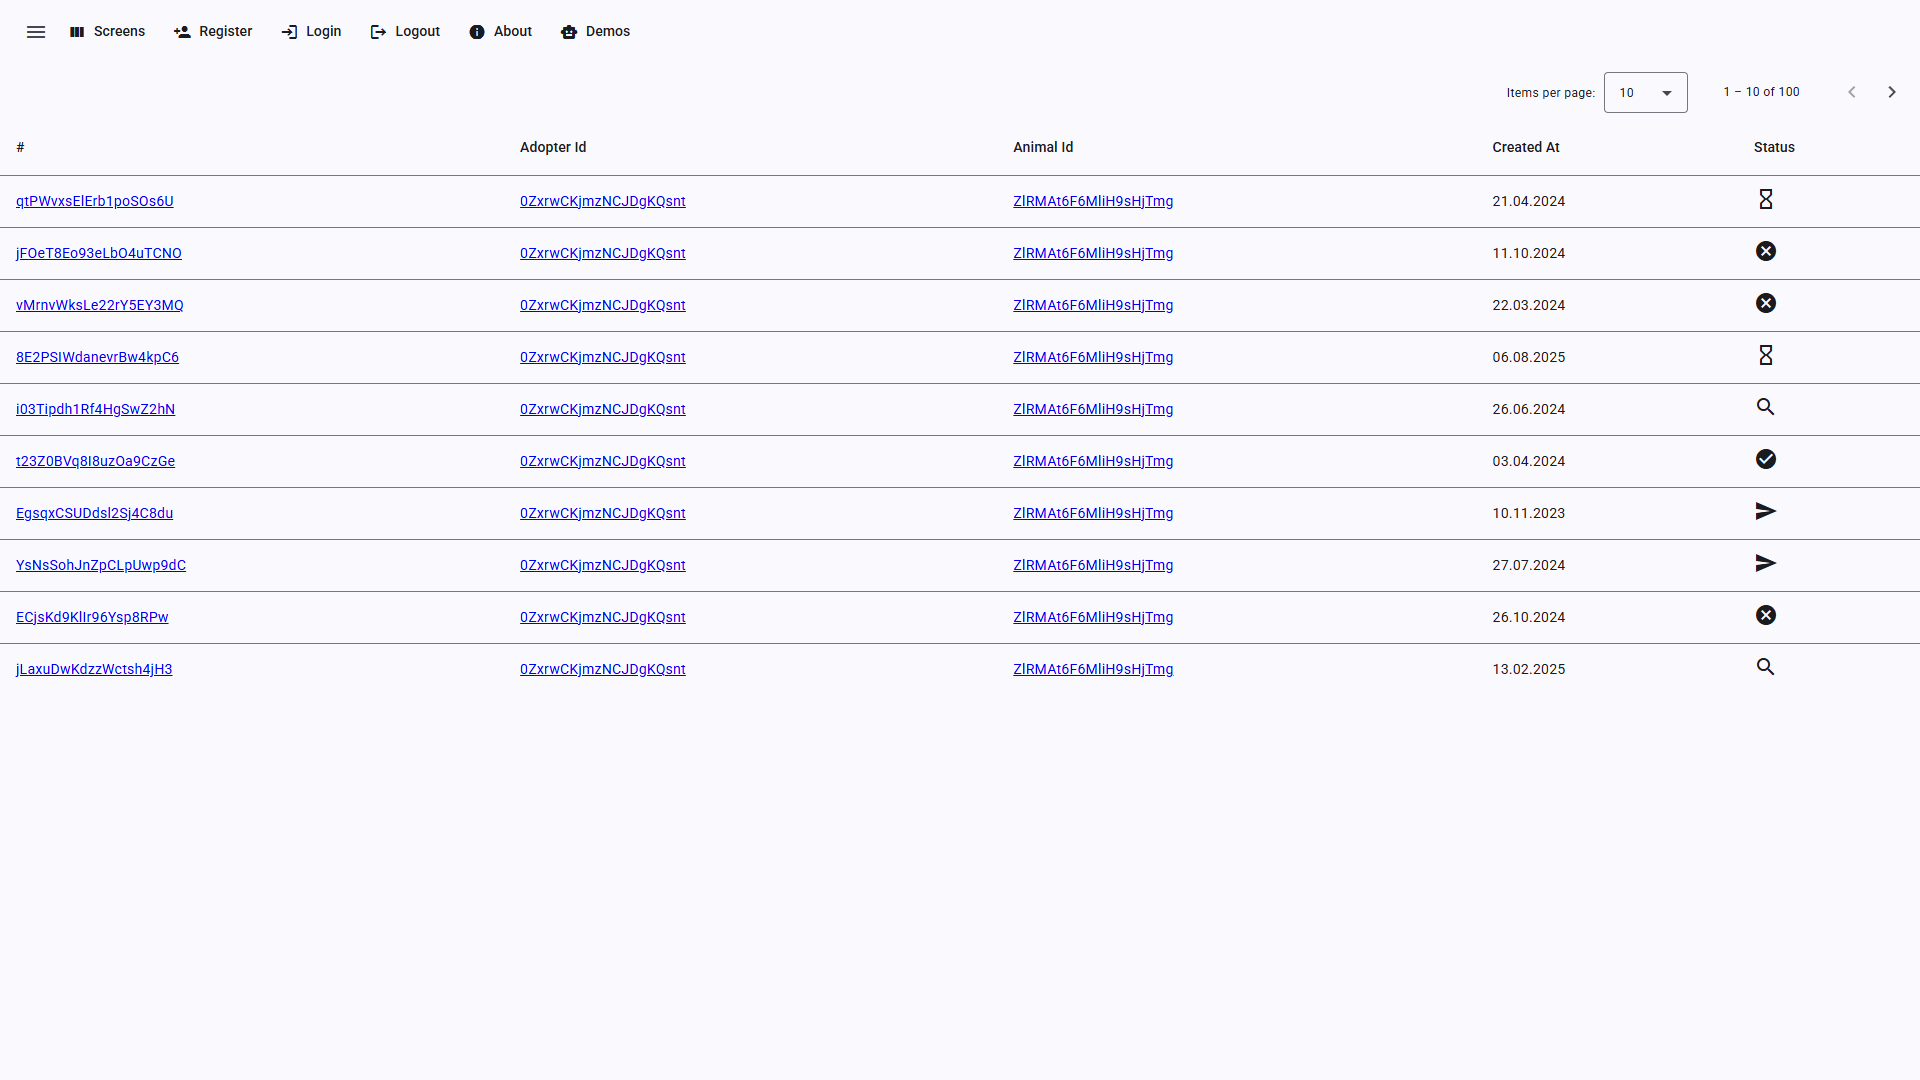 Screens Register Login Logout About Demos
Items per page: 10 1 – 10 of 100
# Adopter Id Animal Id Created At Status
qtPWvxsElErb1poSOs6U 0ZxrwCKjmzNCJDgKQsnt ZlRMAt6F6MliH9sHjTmg 21.04.2024
jFOeT8Eo93eLbO4uTCNO 0ZxrwCKjmzNCJDgKQsnt ZlRMAt6F6MliH9sHjTmg 11.10.2024
vMrnvWksLe22rY5EY3MQ 0ZxrwCKjmzNCJDgKQsnt ZlRMAt6F6MliH9sHjTmg 22.03.2024
8E2PSIWdanevrBw4kpC6 0ZxrwCKjmzNCJDgKQsnt ZlRMAt6F6MliH9sHjTmg 06.08.2025
i03Tipdh1Rf4HgSwZ2hN 0ZxrwCKjmzNCJDgKQsnt ZlRMAt6F6MliH9sHjTmg 26.06.2024
t23Z0BVq8I8uzOa9CzGe 0ZxrwCKjmzNCJDgKQsnt ZlRMAt6F6MliH9sHjTmg 03.04.2024
EgsqxCSUDdsl2Sj4C8du 0ZxrwCKjmzNCJDgKQsnt ZlRMAt6F6MliH9sHjTmg 10.11.2023
YsNsSohJnZpCLpUwp9dC 0ZxrwCKjmzNCJDgKQsnt ZlRMAt6F6MliH9sHjTmg 27.07.2024
ECjsKd9KlIr96Ysp8RPw 0ZxrwCKjmzNCJDgKQsnt ZlRMAt6F6MliH9sHjTmg 26.10.2024
jLaxuDwKdzzWctsh4jH3 0ZxrwCKjmzNCJDgKQsnt ZlRMAt6F6MliH9sHjTmg 13.02.2025